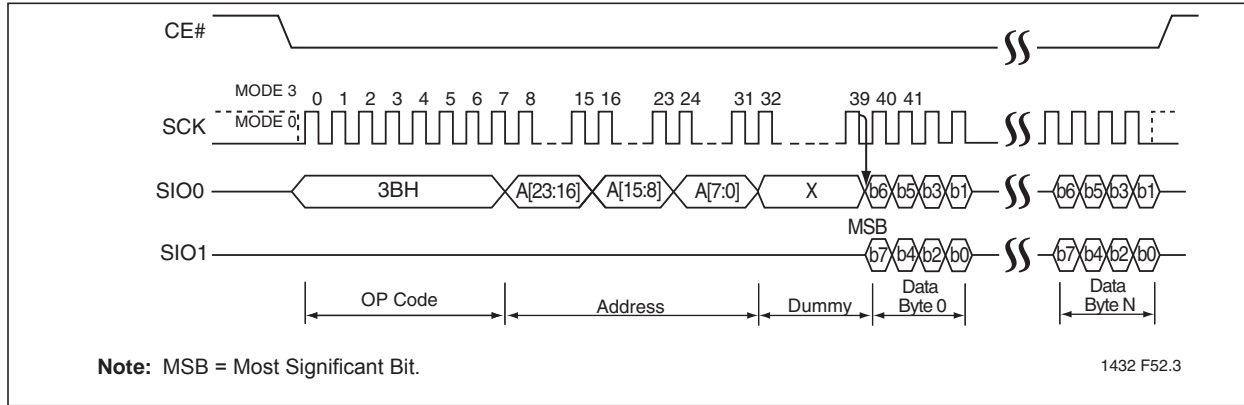 CE#
MODE 3
0 1 2 3 4 5 6 7 8 15 16 23 24 31 32 39 40 41
SCK
MODE 0
SIO0
3BH A[23:16] A[15:8] A[7:0] X b6 b5 b3 b1 b6 b5 b3 b1
MSB
SIO1
b7 b4 b2 b0 b7 b4 b2 b0
OP Code Address Dummy Data Byte 0 Data Byte N
Note: MSB = Most Significant Bit.
1432 F52.3